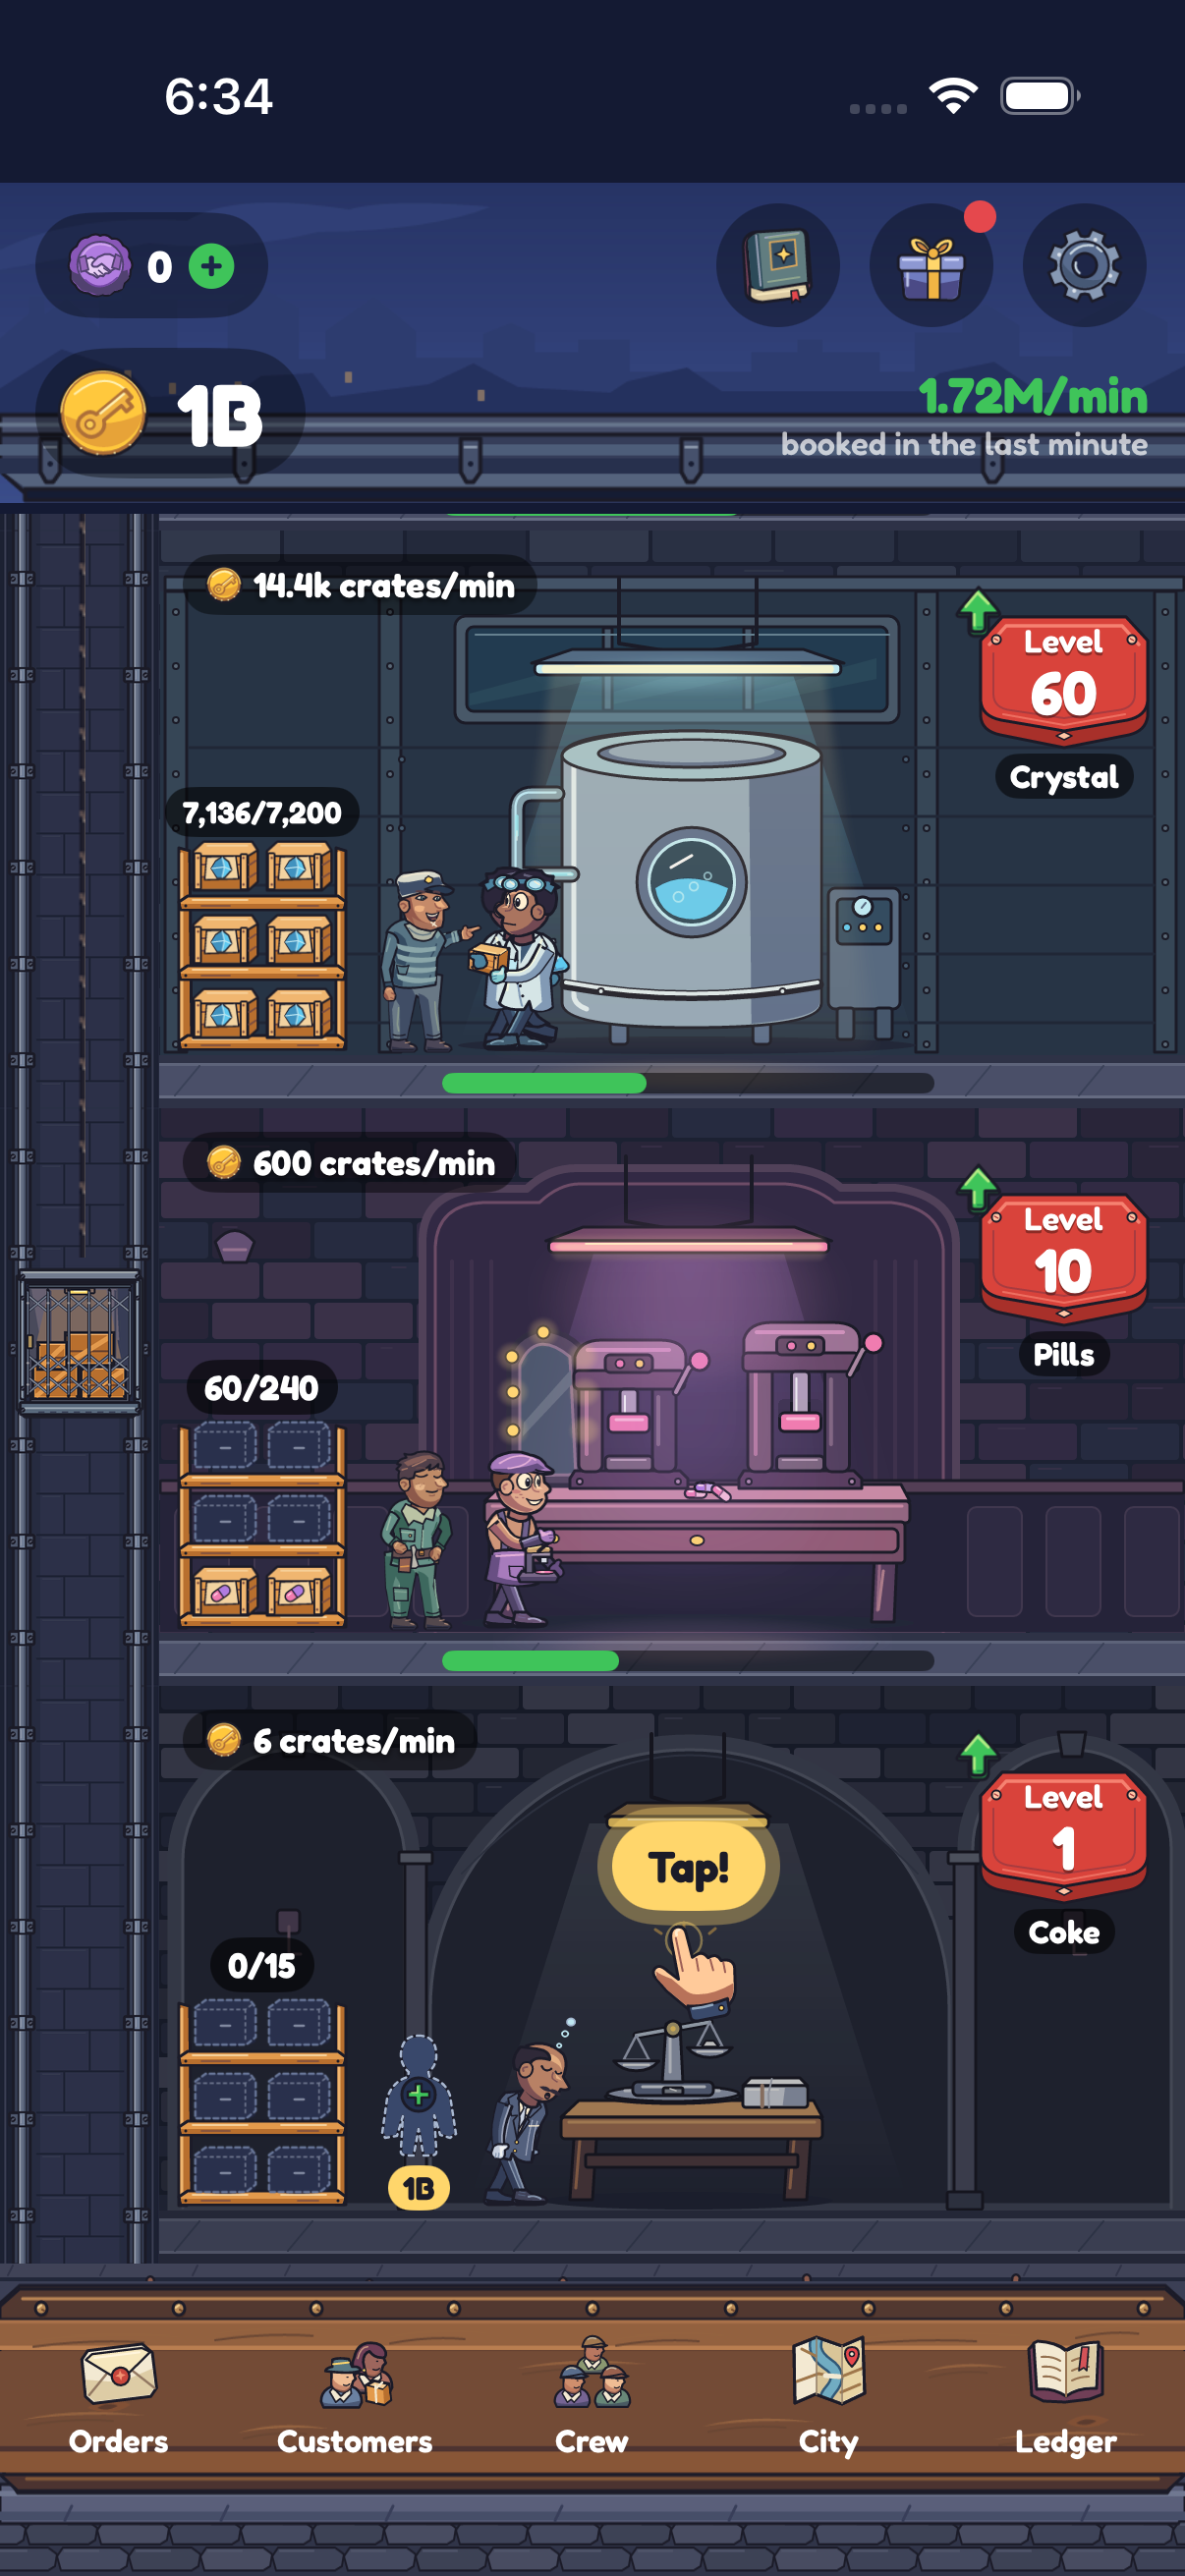 6:34
0
1B
1.72M/min
booked in the last minute
14.4k crates/min
Level
60
Crystal
7,136/7,200
600 crates/min
Level
10
Pills
60/240
6 crates/min
Level
1
Coke
Tap!
0/15
1B
Orders
Customers
Crew
City
Ledger